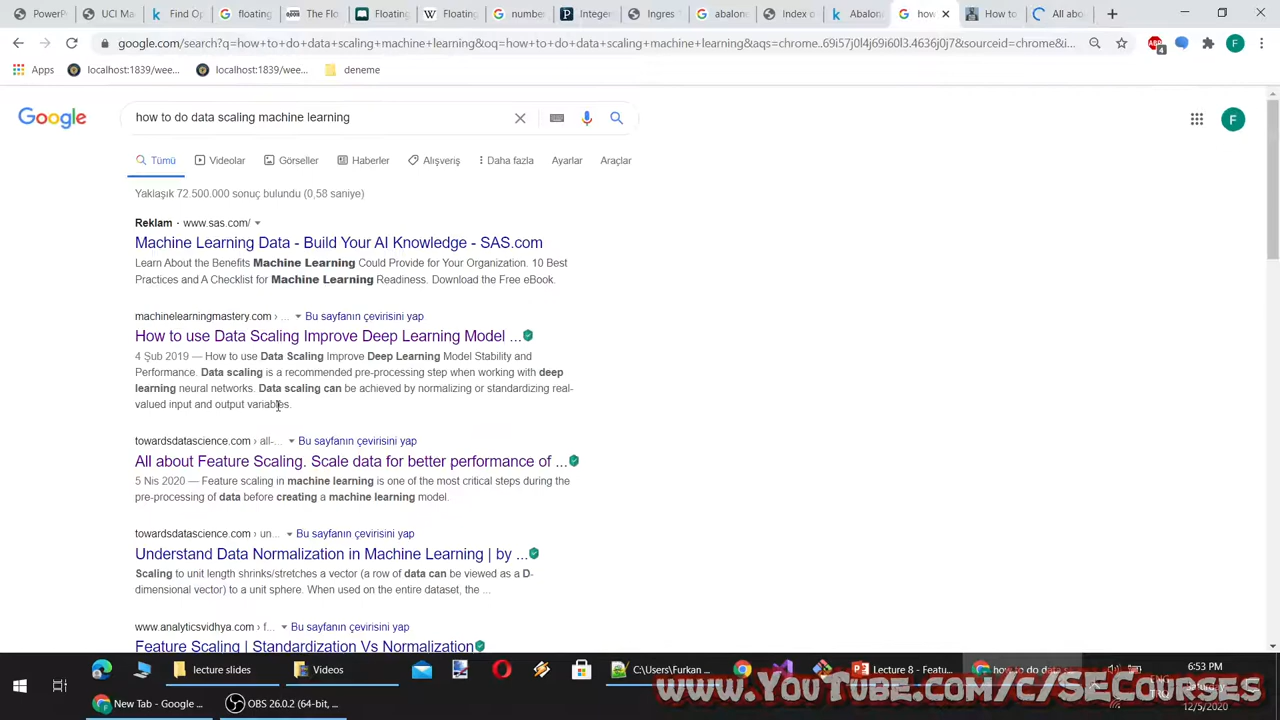 PowerP
UCI Ma
Find Op
floating
The Flo
Floating
Floating
number
Integer
Ingres
abalon
Index o
Abalon
how t
How to
All abo
google.com/search?q=how+to+do+data+scaling+machine+learning&oq=how+to+do+data+scaling+machine+learning&aqs=chrome..69i57j0l4j69i60l3.4636j0j7&sourceid=chrome&i...
4
F
Apps
localhost:1839/wee...
localhost:1839/wee...
deneme
Google
how to do data scaling machine learning
F
Tümü
Videolar
Görseller
Haberler
Alışveriş
Daha fazla
Ayarlar
Araçlar
Yaklaşık 72.500.000 sonuç bulundu (0,58 saniye)
Reklam · www.sas.com/
Machine Learning Data - Build Your AI Knowledge - SAS.com
Learn About the Benefits Machine Learning Could Provide for Your Organization. 10 Best
Practices and A Checklist for Machine Learning Readiness. Download the Free eBook.
machinelearningmastery.com › ... Bu sayfanın çevirisini yap
How to use Data Scaling Improve Deep Learning Model ...
4 Şub 2019 — How to use Data Scaling Improve Deep Learning Model Stability and
Performance. Data scaling is a recommended pre-processing step when working with deep
learning neural networks. Data scaling can be achieved by normalizing or standardizing real-
valued input and output variables.
towardsdatascience.com › all-... Bu sayfanın çevirisini yap
All about Feature Scaling. Scale data for better performance of ...
5 Nis 2020 — Feature scaling in machine learning is one of the most critical steps during the
pre-processing of data before creating a machine learning model.
towardsdatascience.com › un... Bu sayfanın çevirisini yap
Understand Data Normalization in Machine Learning | by ...
Scaling to unit length shrinks/stretches a vector (a row of data can be viewed as a D-
dimensional vector) to a unit sphere. When used on the entire dataset, the ...
www.analyticsvidhya.com › f... Bu sayfanın çevirisini yap
Feature Scaling | Standardization Vs Normalization
lecture slides
Videos
C:\Users\Furkan ...
Lecture 8 - Featu...
how to do data s
6:53 PM
ENG
Saturday
TRQ
12/5/2020
New Tab - Google ...
OBS 26.0.2 (64-bit, ...
www.YouTube.com/c/SECourses